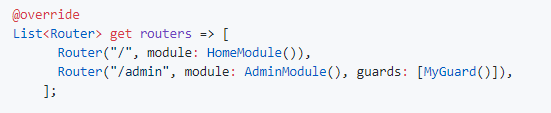 @override
List<Router> get routers => [
Router("/", module: HomeModule()),
Router("/admin", module: AdminModule(), guards: [MyGuard()]),
];